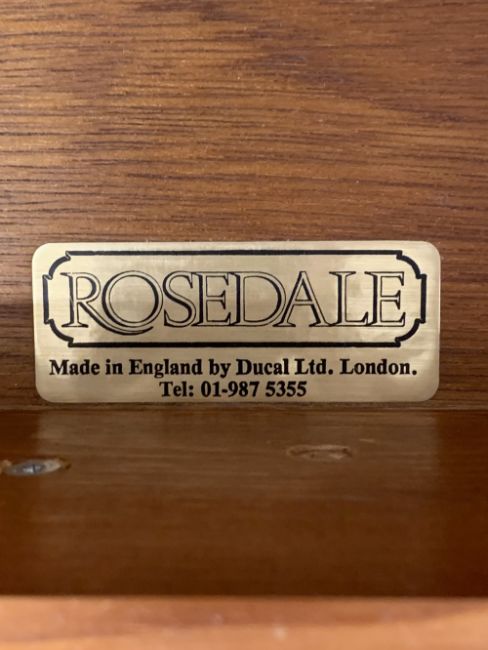 ROSEDALE
Made in England by Ducal Ltd. London.
Tel: 01-987 5355